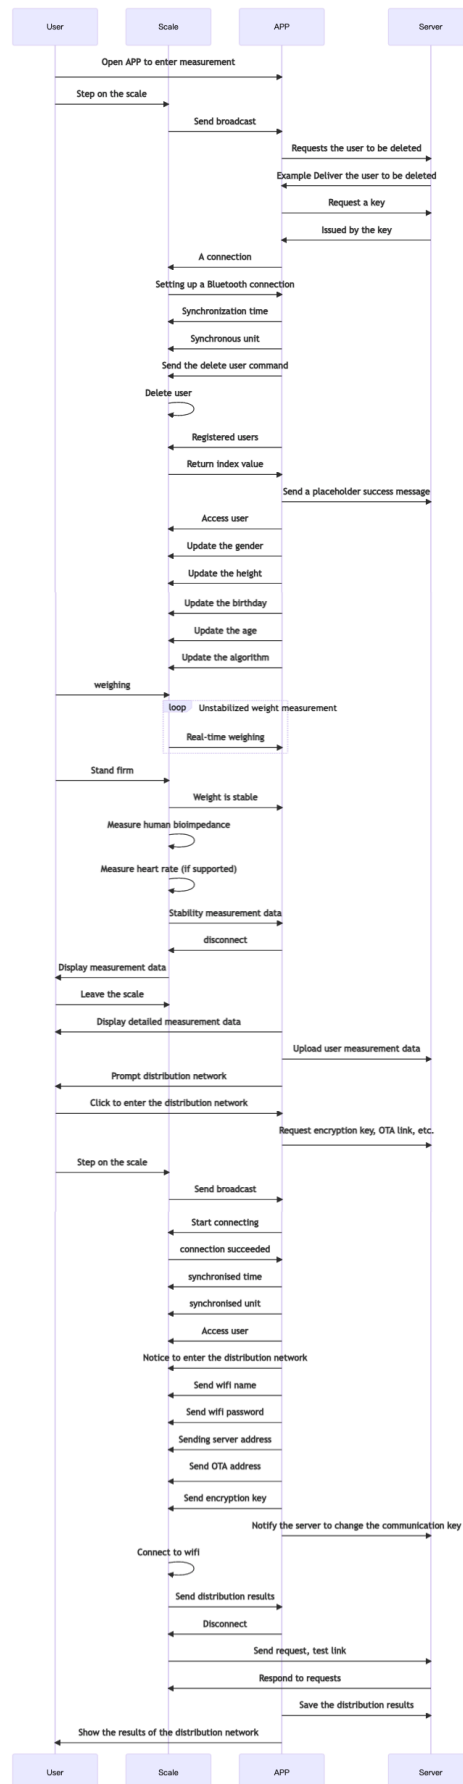 User Scale APP Server
Open APP to enter measurement
Step on the scale
Send broadcast
Requests the user to be deleted
Example Deliver the user to be deleted
Request a key
Issued by the key
A connection
Setting up a Bluetooth connection
Synchronization time
Synchronous unit
Send the delete user command
Delete user
Registered users
Return index value
Send a placeholder success message
Access user
Update the gender
Update the height
Update the birthday
Update the age
Update the algorithm
weighing
loop Unstabilized weight measurement
Real-time weighing
Stand firm
Weight is stable
Measure human bioimpedance
Measure heart rate (if supported)
Stability measurement data
disconnect
Display measurement data
Leave the scale
Display detailed measurement data
Upload user measurement data
Prompt distribution network
Click to enter the distribution network
Request encryption key, OTA link, etc.
Step on the scale
Send broadcast
Start connecting
connection succeeded
synchronised time
synchronised unit
Access user
Notice to enter the distribution network
Send wifi name
Send wifi password
Sending server address
Send OTA address
Send encryption key
Notify the server to change the communication key
Connect to wifi
Send distribution results
Disconnect
Send request, test link
Respond to requests
Save the distribution results
Show the results of the distribution network
User Scale APP Server